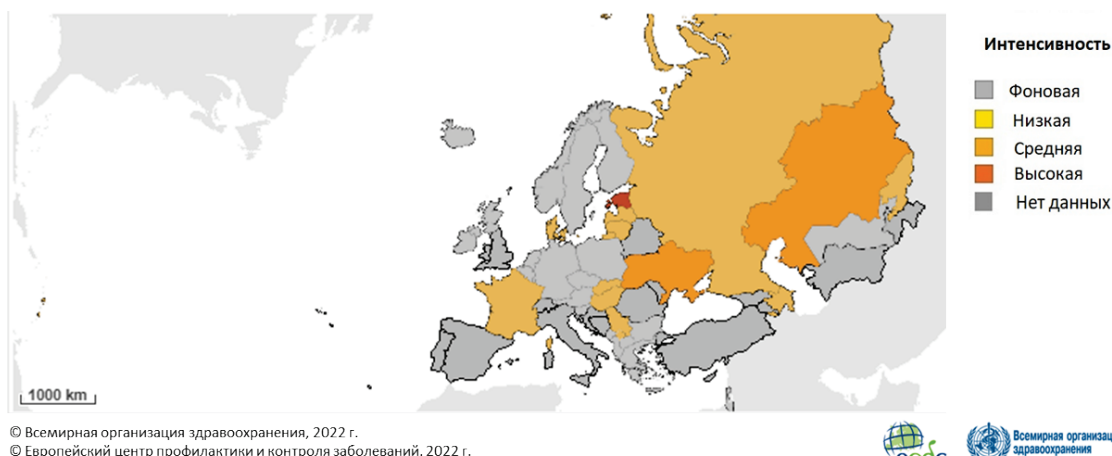 Интенсивность
Фоновая
Низкая
Средняя
Высокая
Нет данных
1000 km
© Всемирная организация здравоохранения, 2022 г.
© Европейский центр профилактики и контроля заболеваний, 2022 г.
Всемирная
здравоохранения